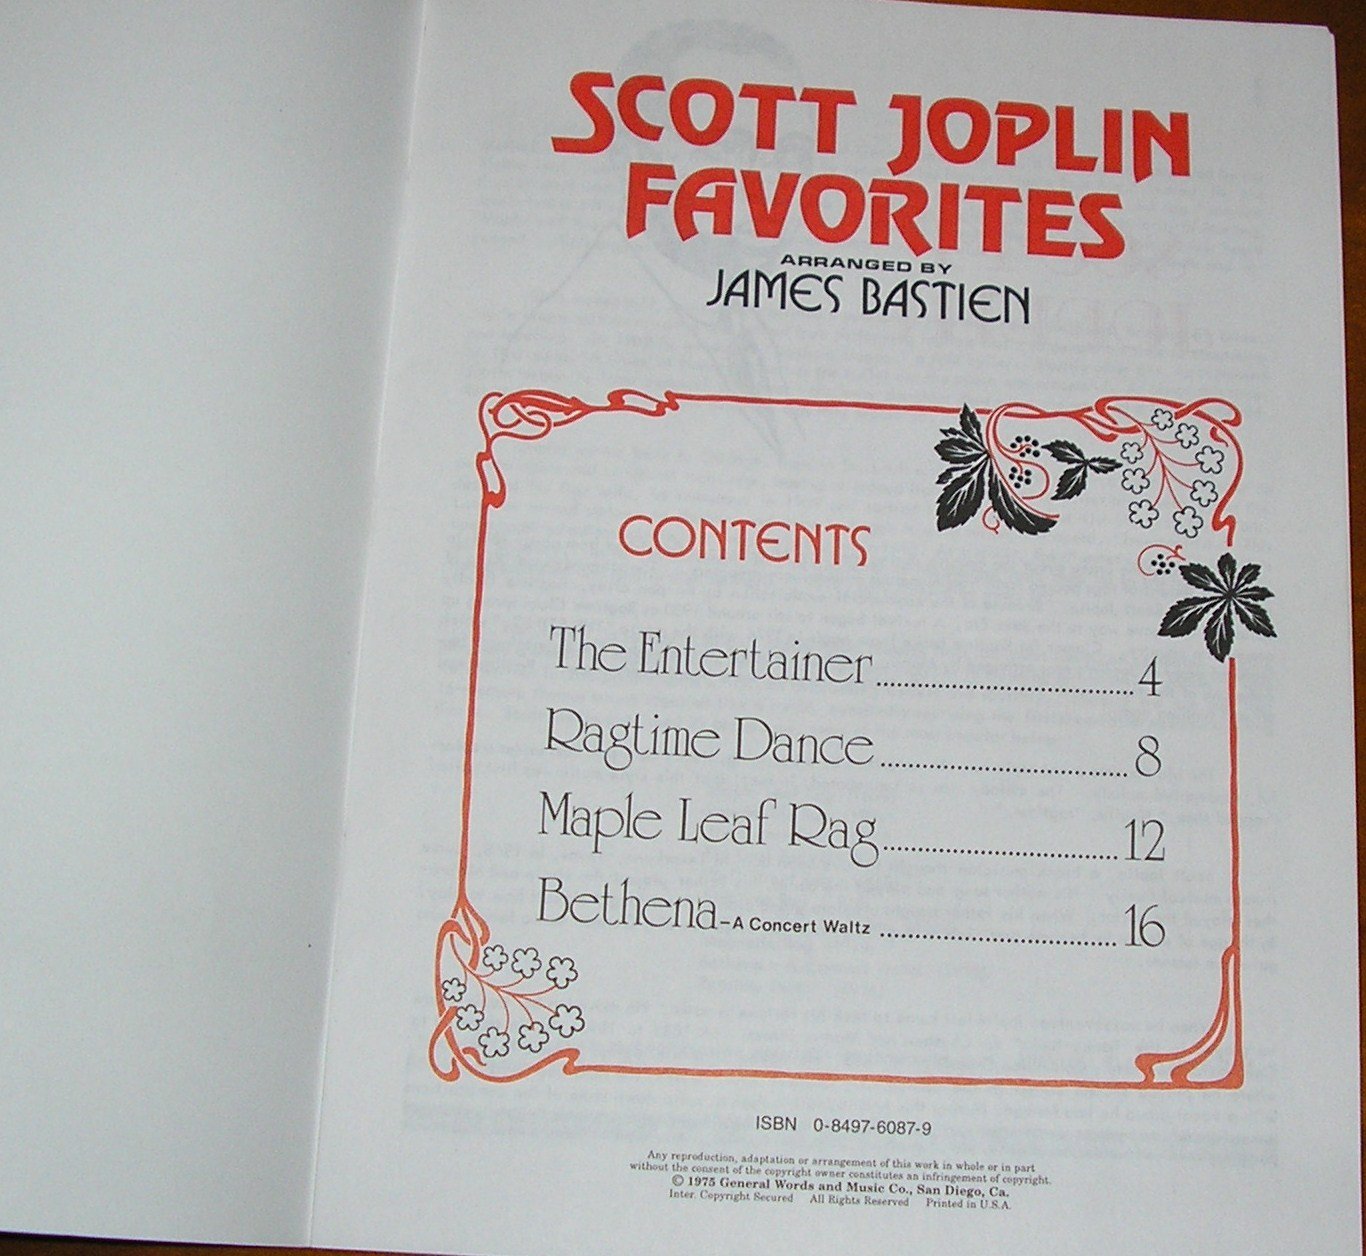 SCOTT JOPLIN
FAVORITES
ARRANGED BY
JAMES BASTIEN
CONTENTS
The Entertainer.......................................4
Ragtime Dance.....................................8
Maple Leaf Rag...................................12
Bethena–A Concert Waltz....................................16
ISBN 0-8497-6087-9
Any reproduction, adaptation or arrangement of this work in whole or in part
without the consent of the copyright owner constitutes an infringement of copyright.
© 1975 General Words and Music Co., San Diego, Ca.
Inter. Copyright Secured All Rights Reserved Printed in U.S.A.